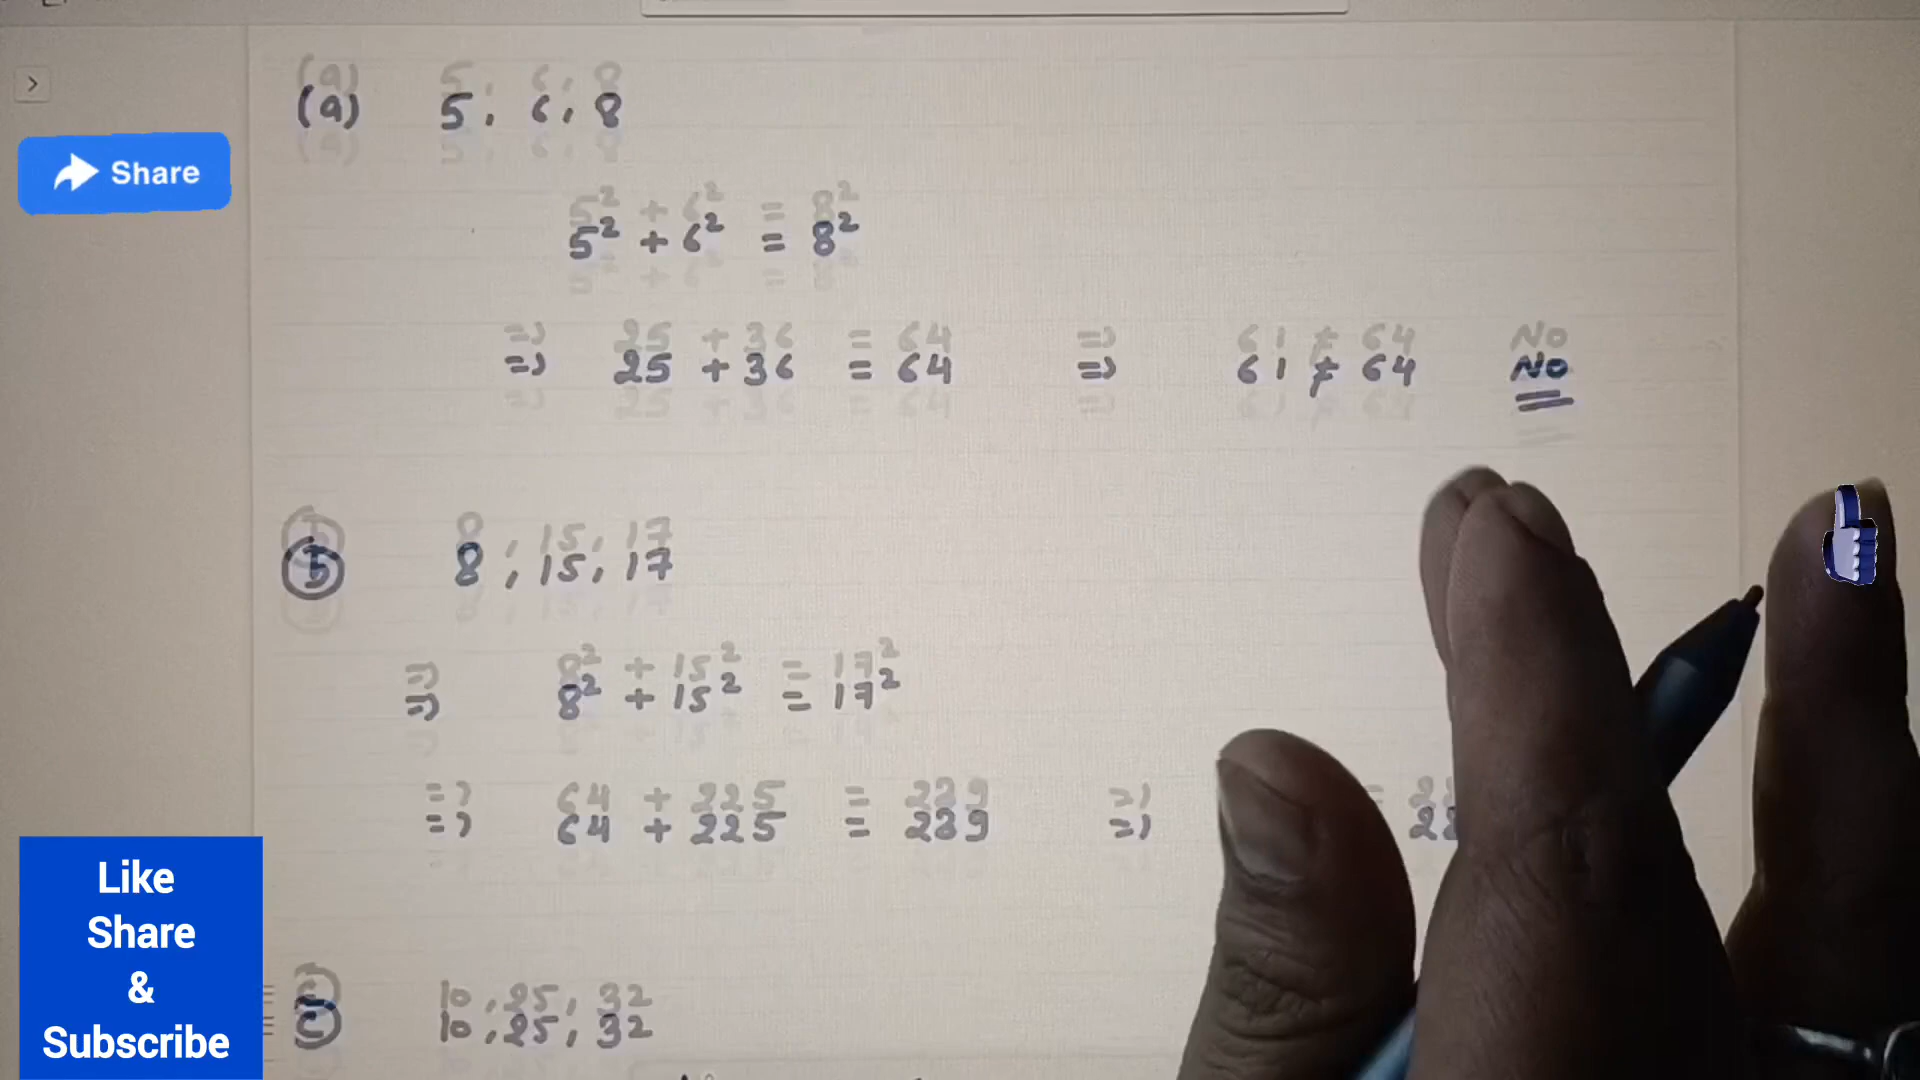 (a) 5, 6, 8
5² + 6² = 8²
=> 25 + 36 = 64 => 61 ≠ 64 NO
Share
b 8, 15, 17
=> 8² + 15² = 17²
=> 64 + 225 = 289 =>
c 10, 25, 32
Like
Share
&
Subscribe